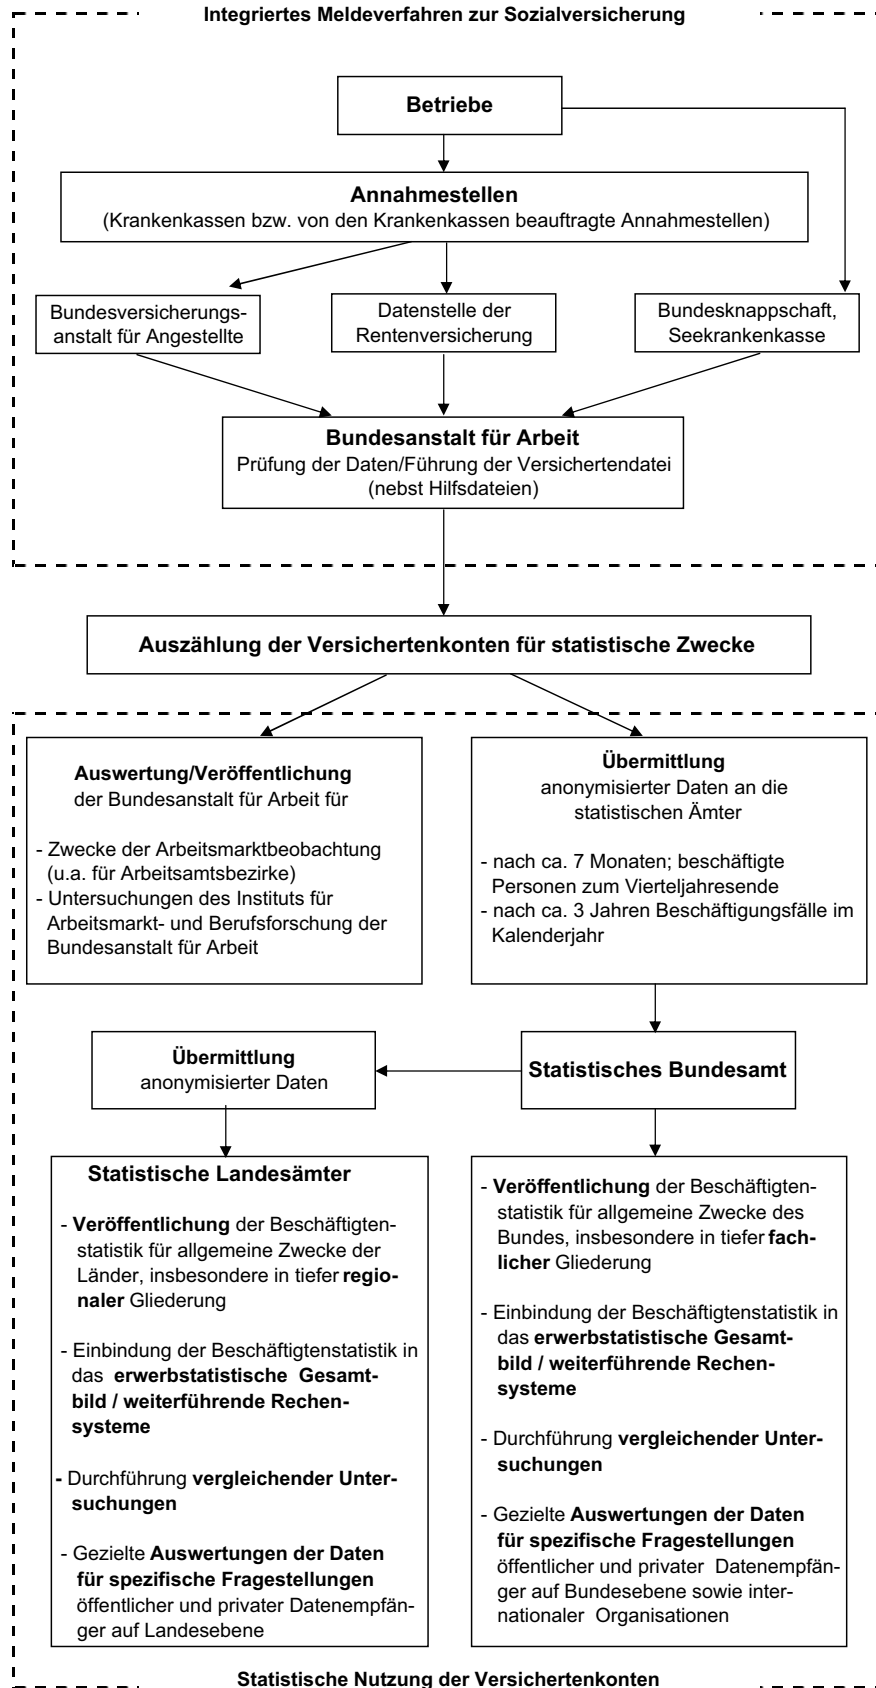 Integriertes Meldeverfahren zur Sozialversicherung
Betriebe
Annahmestellen
(Krankenkassen bzw. von den Krankenkassen beauftragte Annahmestellen)
Bundesversicherungs-
anstalt für Angestellte
Datenstelle der
Rentenversicherung
Bundesknappschaft,
Seekrankenkasse
Bundesanstalt für Arbeit
Prüfung der Daten/Führung der Versichertendatei
(nebst Hilfsdateien)
Auszählung der Versichertenkonten für statistische Zwecke
Auswertung/Veröffentlichung
der Bundesanstalt für Arbeit für
- Zwecke der Arbeitsmarktbeobachtung
(u.a. für Arbeitsamtsbezirke)
- Untersuchungen des Instituts für
Arbeitsmarkt- und Berufsforschung der
Bundesanstalt für Arbeit
Übermittlung
anonymisierter Daten an die
statistischen Ämter
- nach ca. 7 Monaten; beschäftigte
Personen zum Vierteljahresende
- nach ca. 3 Jahren Beschäftigungsfälle im
Kalenderjahr
Übermittlung
anonymisierter Daten
Statistisches Bundesamt
Statistische Landesämter
- Veröffentlichung der Beschäftigten-
statistik für allgemeine Zwecke der
Länder, insbesondere in tiefer regio-
naler Gliederung
- Einbindung der Beschäftigtenstatistik in
das erwerbstatistische Gesamt-
bild / weiterführende Rechen-
systeme
- Durchführung vergleichender Unter-
suchungen
- Gezielte Auswertungen der Daten
für spezifische Fragestellungen
öffentlicher und privater Datenempfän-
ger auf Landesebene
- Veröffentlichung der Beschäftigten-
statistik für allgemeine Zwecke des
Bundes, insbesondere in tiefer fach-
licher Gliederung
- Einbindung der Beschäftigtenstatistik in
das erwerbstatistische Gesamt-
bild / weiterführende Rechen-
systeme
- Durchführung vergleichender Unter-
suchungen
- Gezielte Auswertungen der Daten
für spezifische Fragestellungen
öffentlicher und privater Datenempfän-
ger auf Bundesebene sowie inter-
nationaler Organisationen
Statistische Nutzung der Versichertenkonten